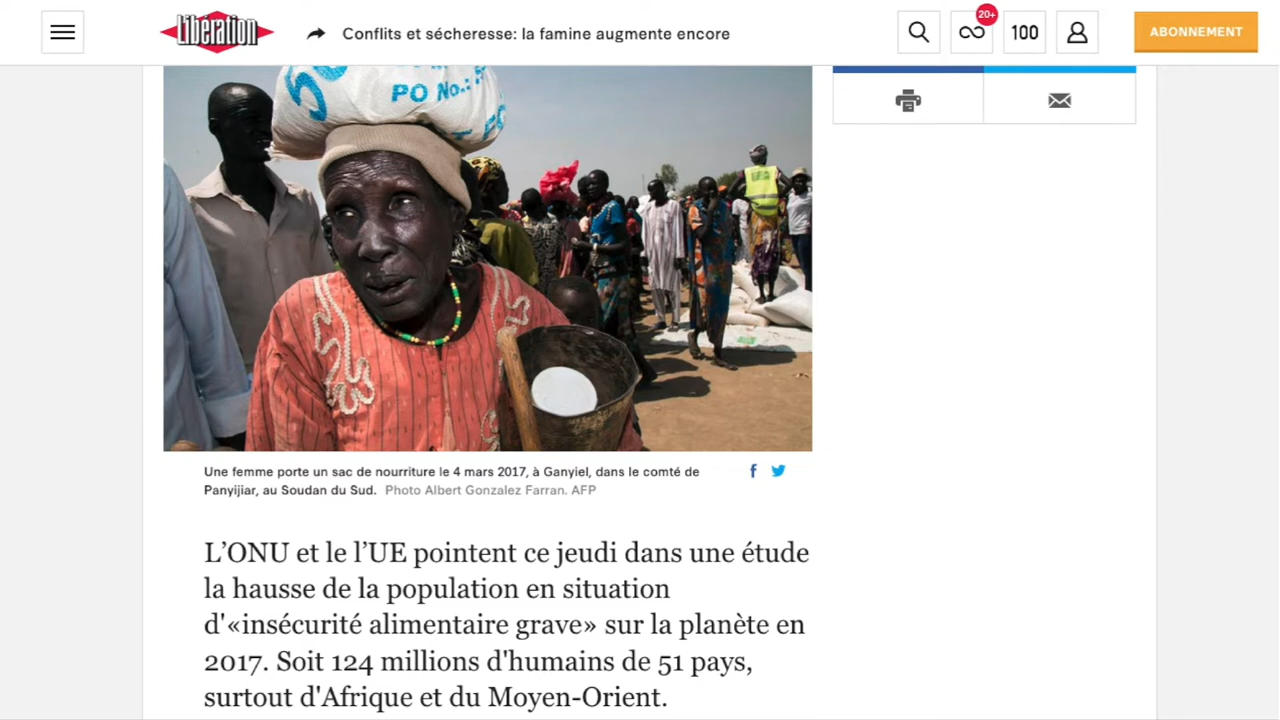 Libération
Conflits et sécheresse: la famine augmente encore
20+
100
ABONNEMENT
PO No.:
Une femme porte un sac de nourriture le 4 mars 2017, à Ganyiel, dans le comté de
Panyijiar, au Soudan du Sud. Photo Albert Gonzalez Farran. AFP
L’ONU et le l’UE pointent ce jeudi dans une étude
la hausse de la population en situation
d'«insécurité alimentaire grave» sur la planète en
2017. Soit 124 millions d'humains de 51 pays,
surtout d'Afrique et du Moyen-Orient.